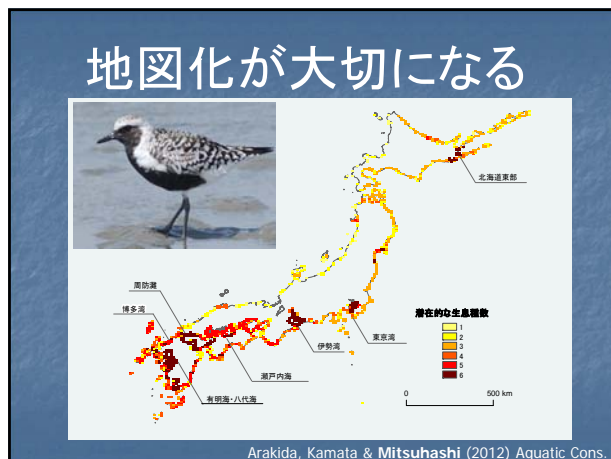 地図化が大切になる
北海道東部
周防灘
博多湾
潜在的な生息種数
1
2
3
4
5
6
東京湾
伊勢湾
瀬戸内海
有明海・八代海
0 500 km
Arakida, Kamata & Mitsuhashi (2012) Aquatic Cons.